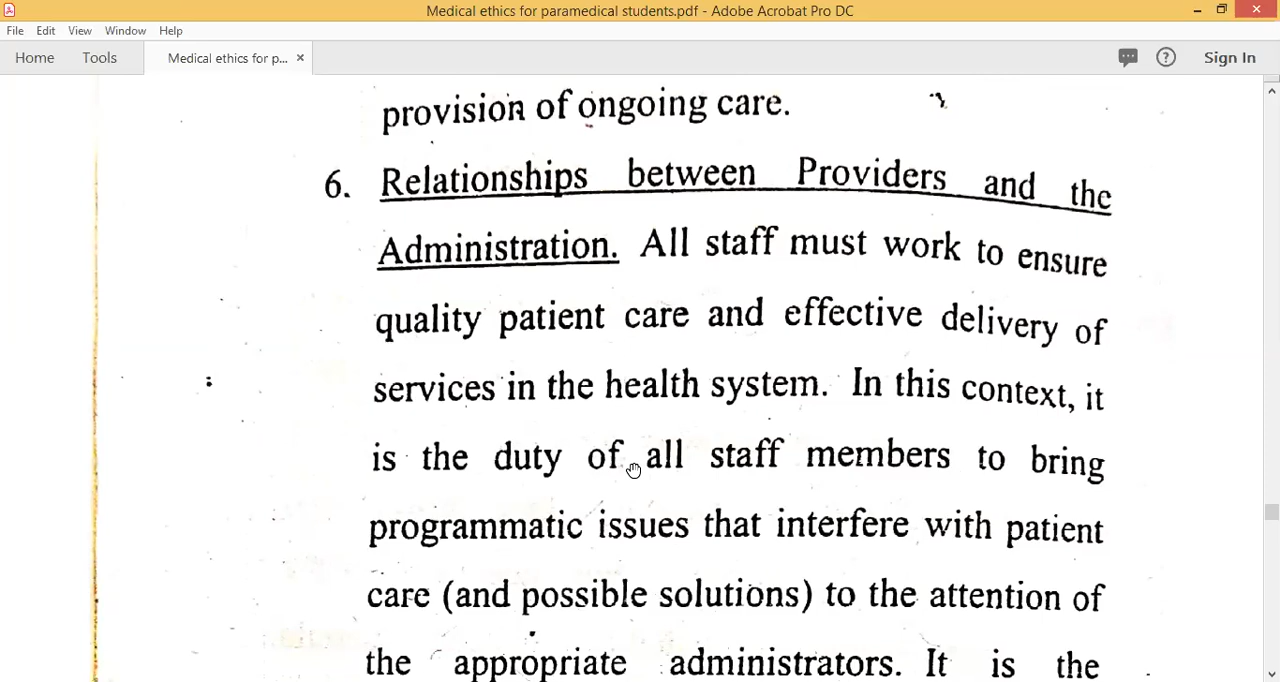 Medical ethics for paramedical students.pdf - Adobe Acrobat Pro DC
File Edit View Window Help
Home Tools Medical ethics for p... × Sign In
provision of ongoing care.
6. Relationships between Providers and the
Administration. All staff must work to ensure
quality patient care and effective delivery of
services in the health system. In this context, it
is the duty of all staff members to bring
programmatic issues that interfere with patient
care (and possible solutions) to the attention of
the appropriate administrators. It is the